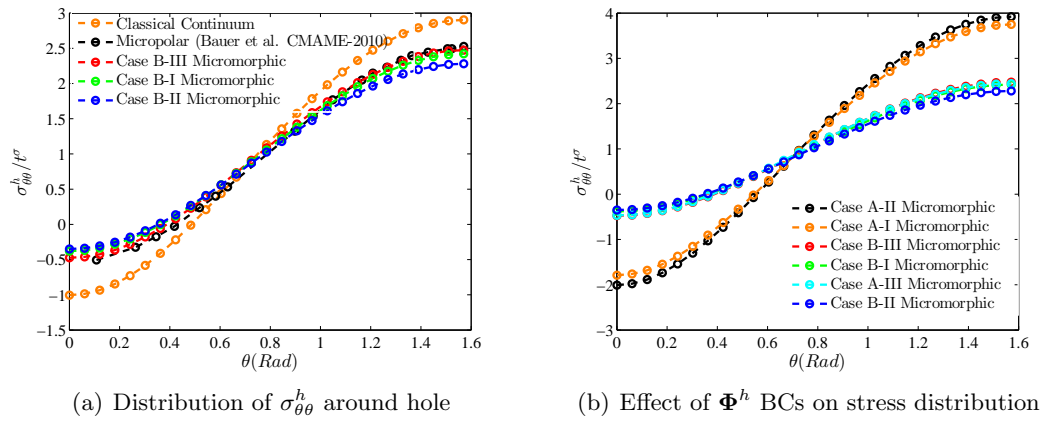 Classical Continuum
Micropolar (Bauer et al. CMAME-2010)
Case B-III Micromorphic
Case B-I Micromorphic
Case B-II Micromorphic
3
2.5
2
1.5
1
0.5
0
−0.5
−1
−1.5
σ^h_θθ/t^σ
0 0.2 0.4 0.6 0.8 1 1.2 1.4 1.6
θ(Rad)
(a) Distribution of σ^h_θθ around hole
4
3
2
1
0
−1
−2
−3
σ^h_θθ/t^σ
Case A-II Micromorphic
Case A-I Micromorphic
Case B-III Micromorphic
Case B-I Micromorphic
Case A-III Micromorphic
Case B-II Micromorphic
0 0.2 0.4 0.6 0.8 1 1.2 1.4 1.6
θ(Rad)
(b) Effect of Φ^h BCs on stress distribution